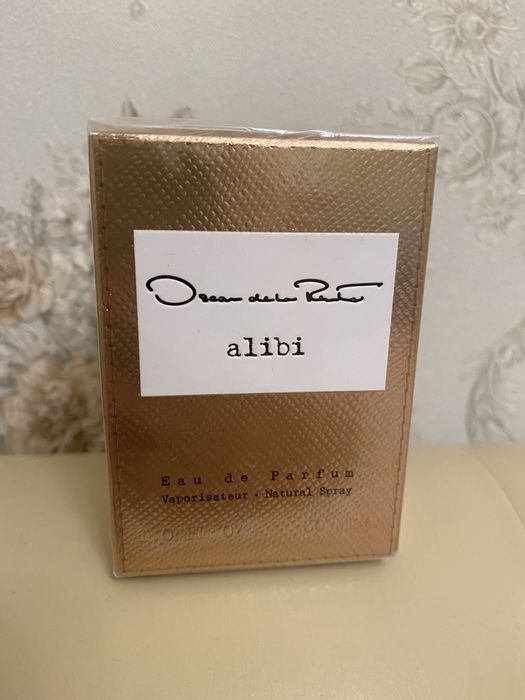 Oscar de la Renta
alibi
Eau de Parfum
Vaporisateur · Natural Spray